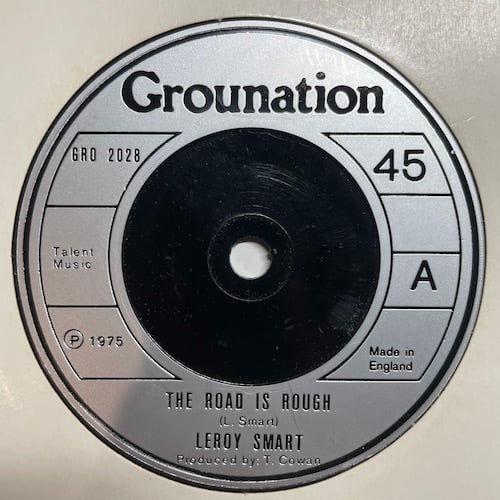 Grounation
GRO 2028
45
Talent
Music
A
℗ 1975
Made in
England
THE ROAD IS ROUGH
(L. Smart)
LEROY SMART
Produced by: T. Cowan